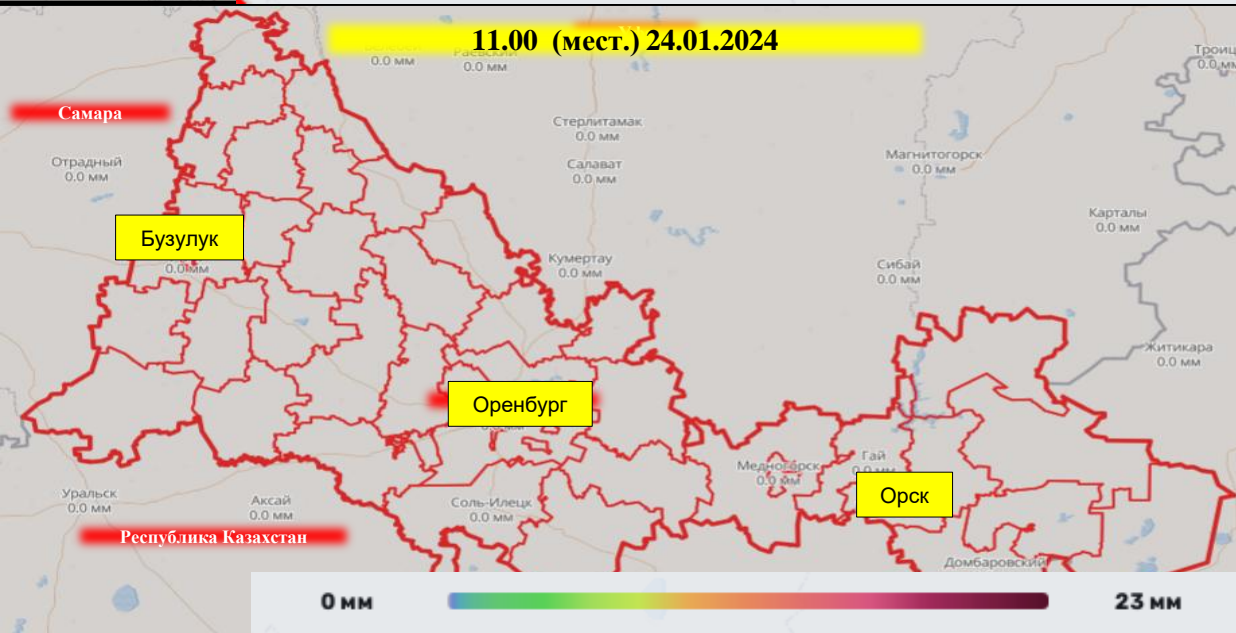 11.00 (мест.) 24.01.2024
0.0 мм
Раевский
0.0 мм
Троиц
0.0 мм
Самара
Стерлитамак
0.0 мм
Отрадный
0.0 мм
Салават
0.0 мм
Магнитогорск
0.0 мм
Карталы
0.0 мм
Бузулук
0.0 мм
Кумертау
0.0 мм
Сибай
0.0 мм
Житикара
0.0 мм
Оренбург
Медногорск
0.0 мм
Гай
0.0 мм
Орск
Уральск
0.0 мм
Аксай
0.0 мм
Соль-Илецк
0.0 мм
Республика Казахстан
Домбаровский
0 мм
23 мм